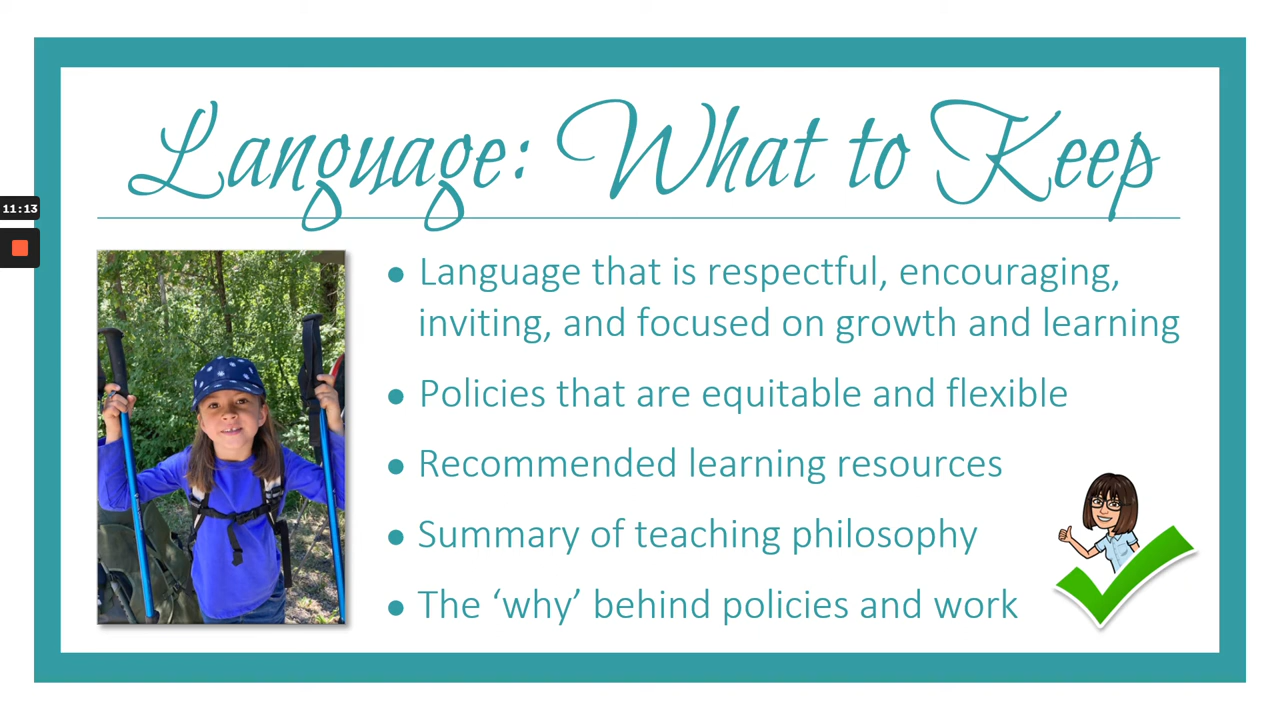 Language: What to Keep
11:13
● Language that is respectful, encouraging,
inviting, and focused on growth and learning
● Policies that are equitable and flexible
● Recommended learning resources
● Summary of teaching philosophy
● The ‘why’ behind policies and work